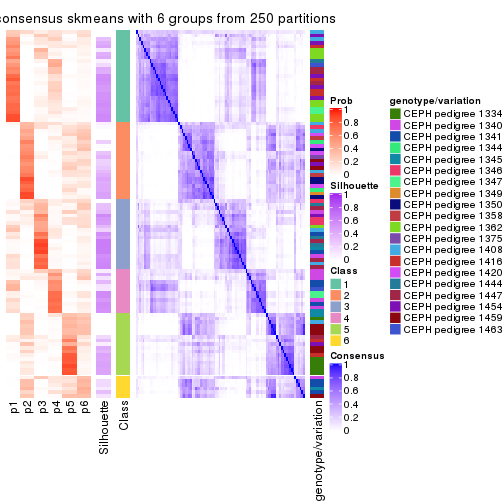 consensus skmeans with 6 groups from 250 partitions
p1
p2
p3
p4
p5
p6
Silhouette
Class
genotype/variation
Prob
1
0.8
0.6
0.4
0.2
0
Silhouette
1
0.8
0.6
0.4
0.2
0
Class
1
2
3
4
5
6
Consensus
1
0.8
0.6
0.4
0.2
0
genotype/variation
CEPH pedigree 1334
CEPH pedigree 1340
CEPH pedigree 1341
CEPH pedigree 1344
CEPH pedigree 1345
CEPH pedigree 1346
CEPH pedigree 1347
CEPH pedigree 1349
CEPH pedigree 1350
CEPH pedigree 1358
CEPH pedigree 1362
CEPH pedigree 1375
CEPH pedigree 1408
CEPH pedigree 1416
CEPH pedigree 1420
CEPH pedigree 1444
CEPH pedigree 1447
CEPH pedigree 1454
CEPH pedigree 1459
CEPH pedigree 1463